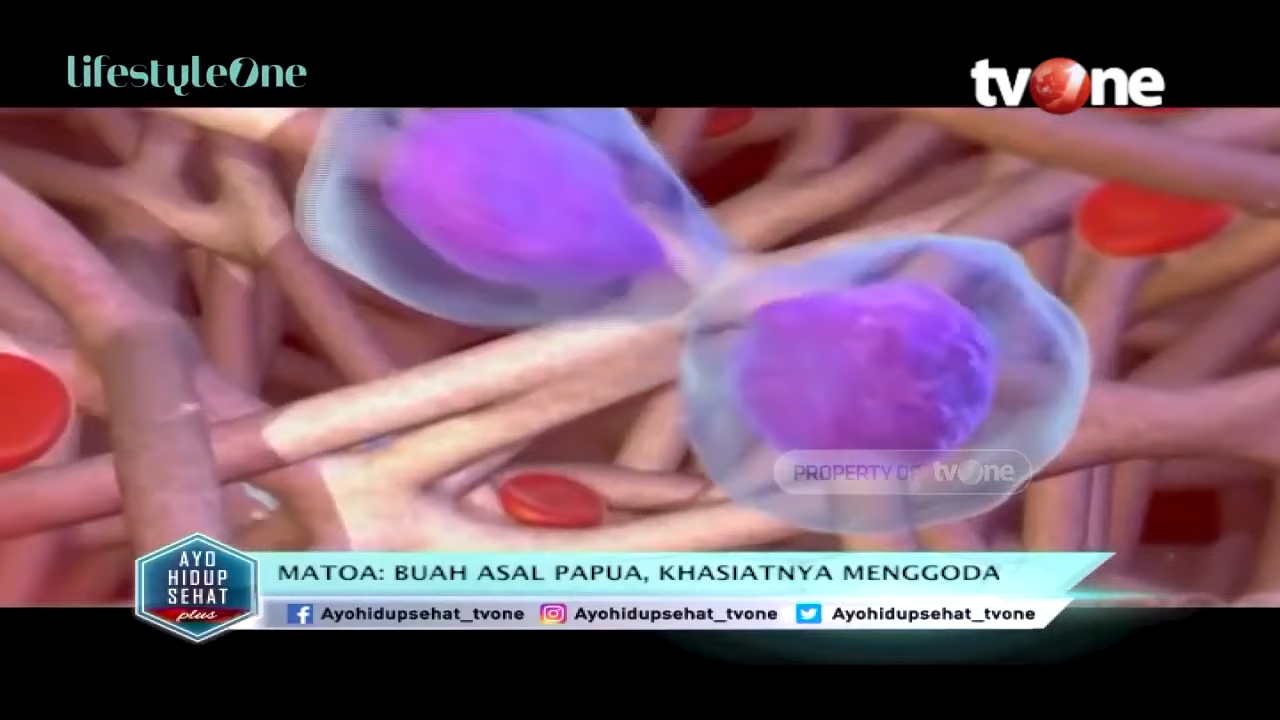 lifestyleOne
tvOne
PROPERTY OF tvOne
AYO
HIDUP
SEHAT
plus
MATOA: BUAH ASAL PAPUA, KHASIATNYA MENGGODA
Ayohidupsehat_tvone Ayohidupsehat_tvone Ayohidupsehat_tvone